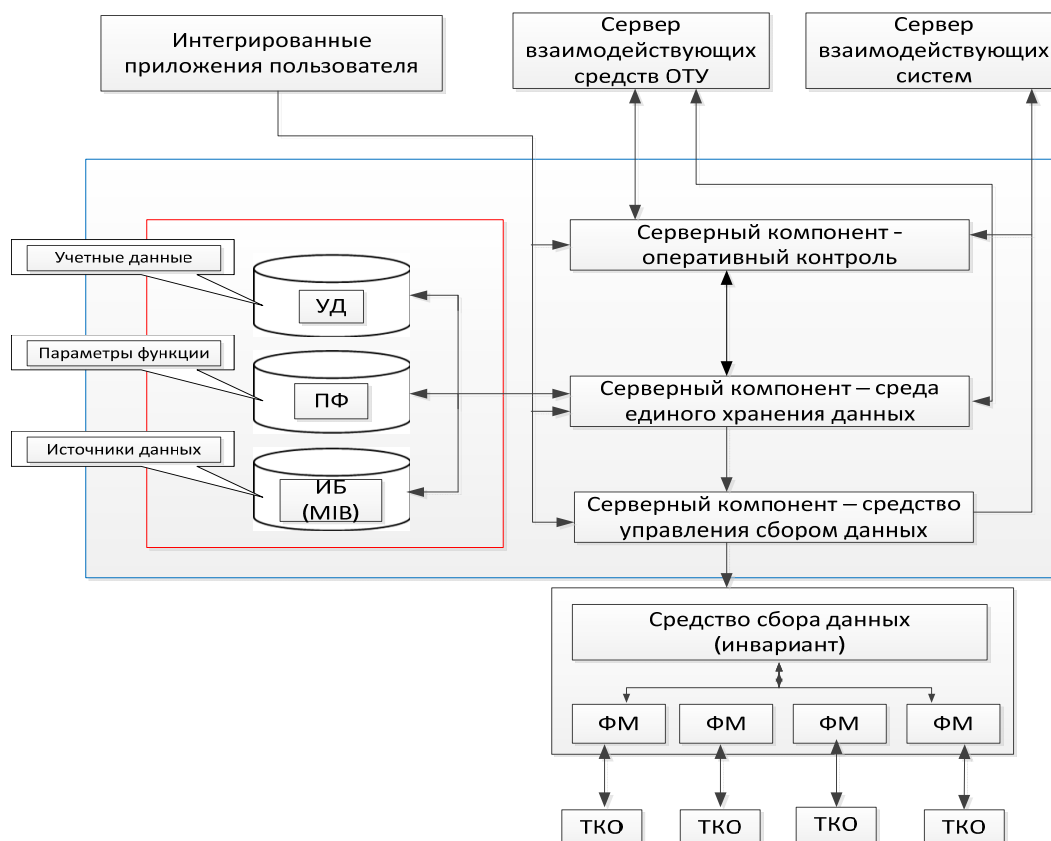 Интегрированные
приложения пользователя
Сервер
взаимодействующих
средств ОТУ
Сервер
взаимодействующих
систем
Серверный компонент -
оперативный контроль
Учетные данные
УД
Параметры функции
ПФ
Серверный компонент – среда
единого хранения данных
Источники данных
ИБ
(MIB)
Серверный компонент – средство
управления сбором данных
Средство сбора данных
(инвариант)
ФМ
ФМ
ФМ
ФМ
ТКО
ТКО
ТКО
ТКО